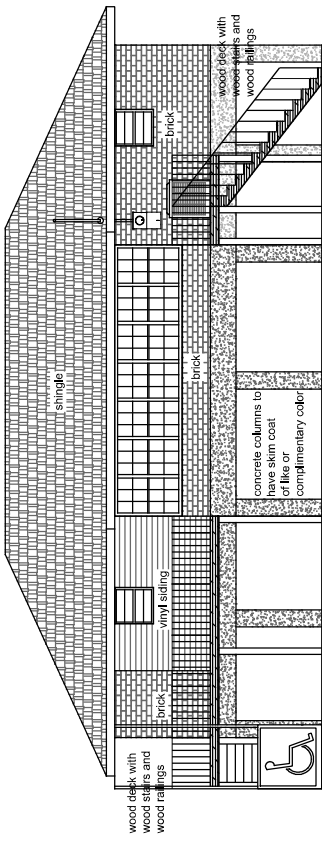 wood deck with
wood stairs and
wood railings
brick
vinyl siding
shingle
brick
concrete columns to
have skim coat
of like or
complimentary color
brick
wood deck with
wood stairs and
wood railings